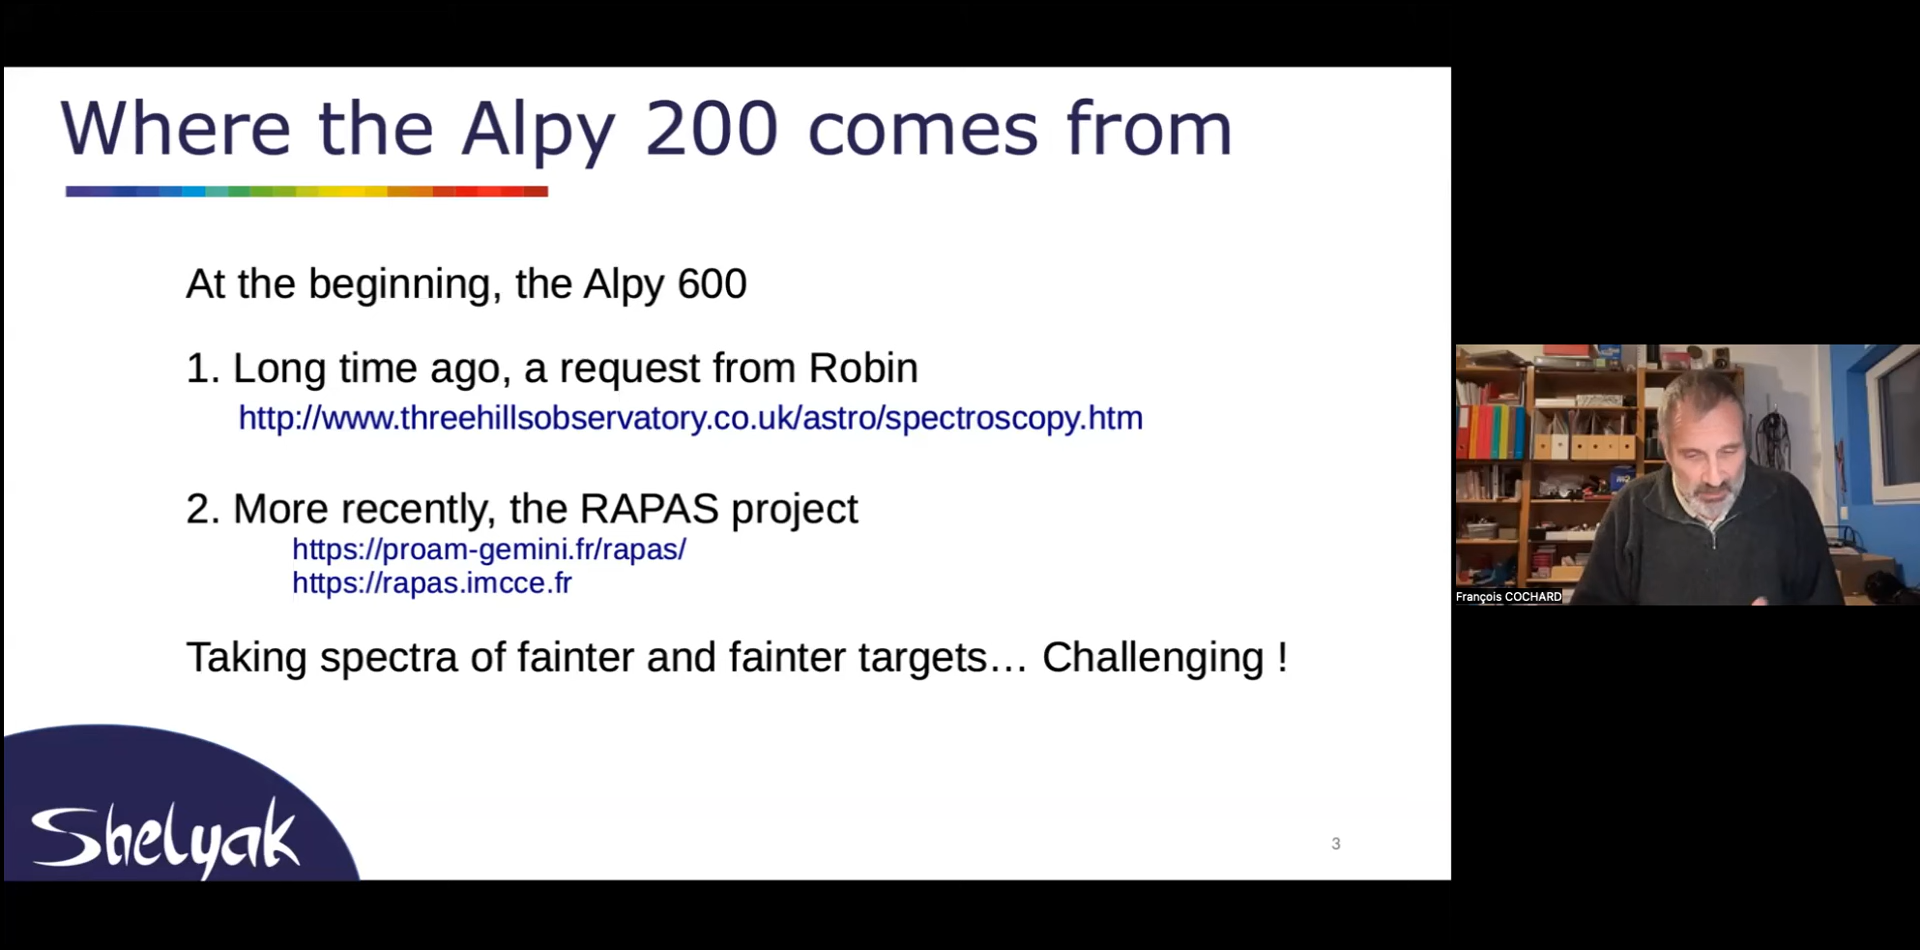 Where the Alpy 200 comes from
At the beginning, the Alpy 600
1. Long time ago, a request from Robin
http://www.threehillsobservatory.co.uk/astro/spectroscopy.htm
2. More recently, the RAPAS project
https://proam-gemini.fr/rapas/
https://rapas.imcce.fr
Taking spectra of fainter and fainter targets… Challenging !
Shelyak
3
François COCHARD